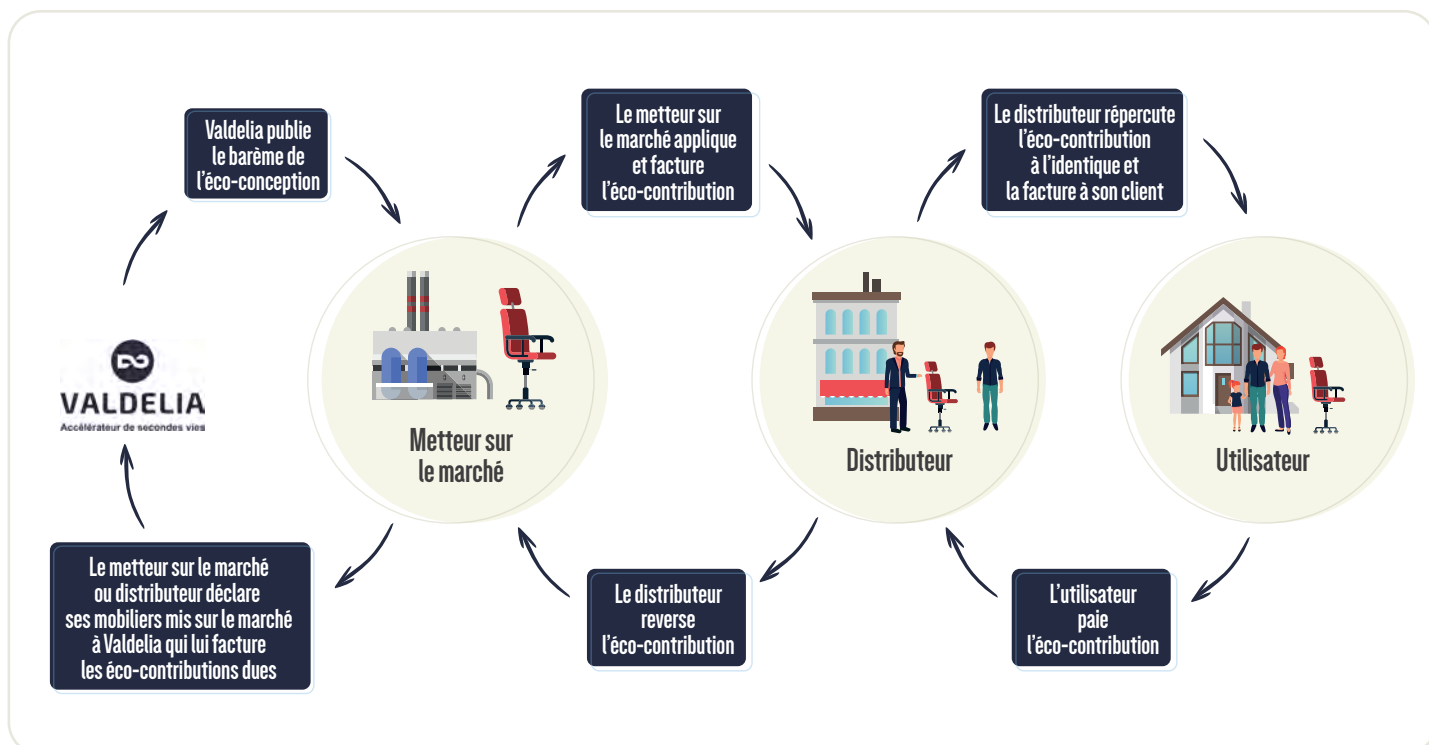 Valdelia publie
le barème de
l'éco-conception
Le metteur sur
le marché applique
et facture
l'éco-contribution
Le distributeur répercute
l'éco-contribution
à l'identique et
la facture à son client
VALDELIA
Accélérateur de secondes vies
Metteur sur
le marché
Distributeur
Utilisateur
Le metteur sur le marché
ou distributeur déclare
ses mobiliers mis sur le marché
à Valdelia qui lui facture
les éco-contributions dues
Le distributeur
reverse
l'éco-contribution
L'utilisateur
paie
l'éco-contribution